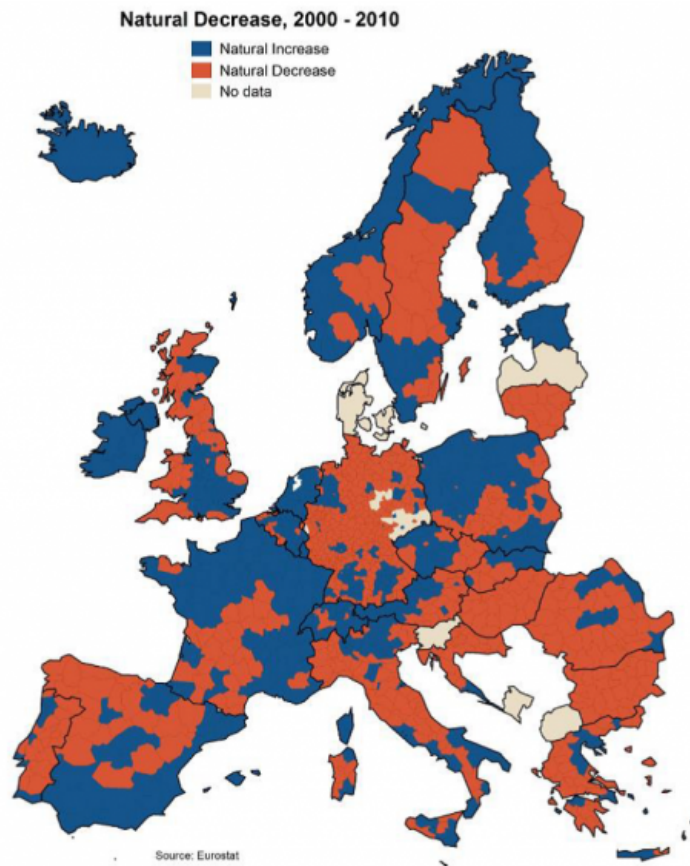 Natural Decrease, 2000 - 2010
Natural Increase
Natural Decrease
No data
Source: Eurostat